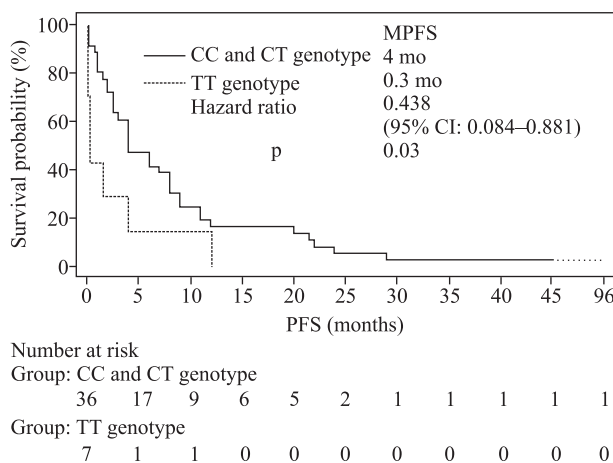 MPFS
CC and CT genotype 4 mo
TT genotype 0.3 mo
Hazard ratio 0.438
(95% CI: 0.084–0.881)
p 0.03
Survival probability (%)
100
80
60
40
20
0
0 5 10 15 20 25 30 35 40 45 96
PFS (months)
Number at risk
Group: CC and CT genotype
36 17 9 6 5 2 1 1 1 1 1
Group: TT genotype
7 1 1 0 0 0 0 0 0 0 0